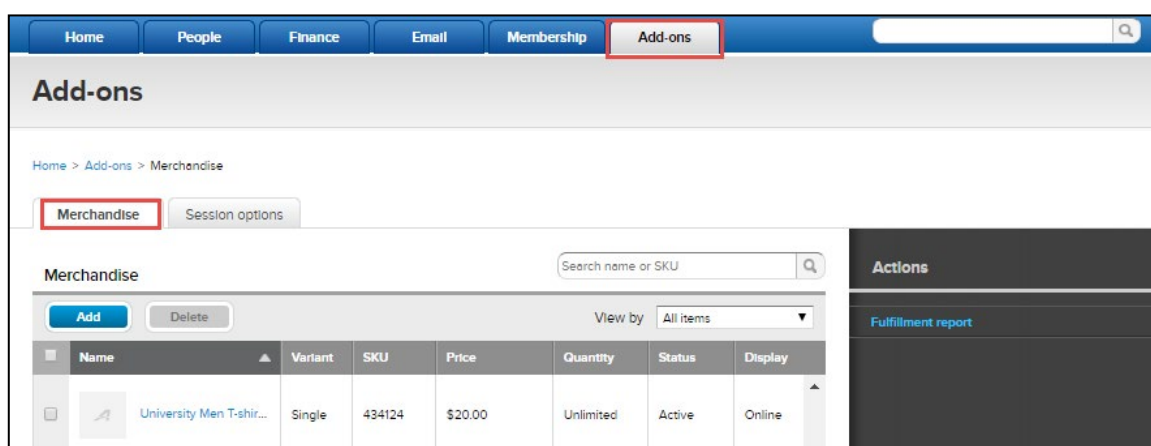 Home People Finance Email Membership Add-ons
Add-ons
Home > Add-ons > Merchandise
Merchandise Session options
Merchandise Search name or SKU Actions
Add Delete View by All items Fulfillment report
Name Variant SKU Price Quantity Status Display
University Men T-shir... Single 434124 $20.00 Unlimited Active Online